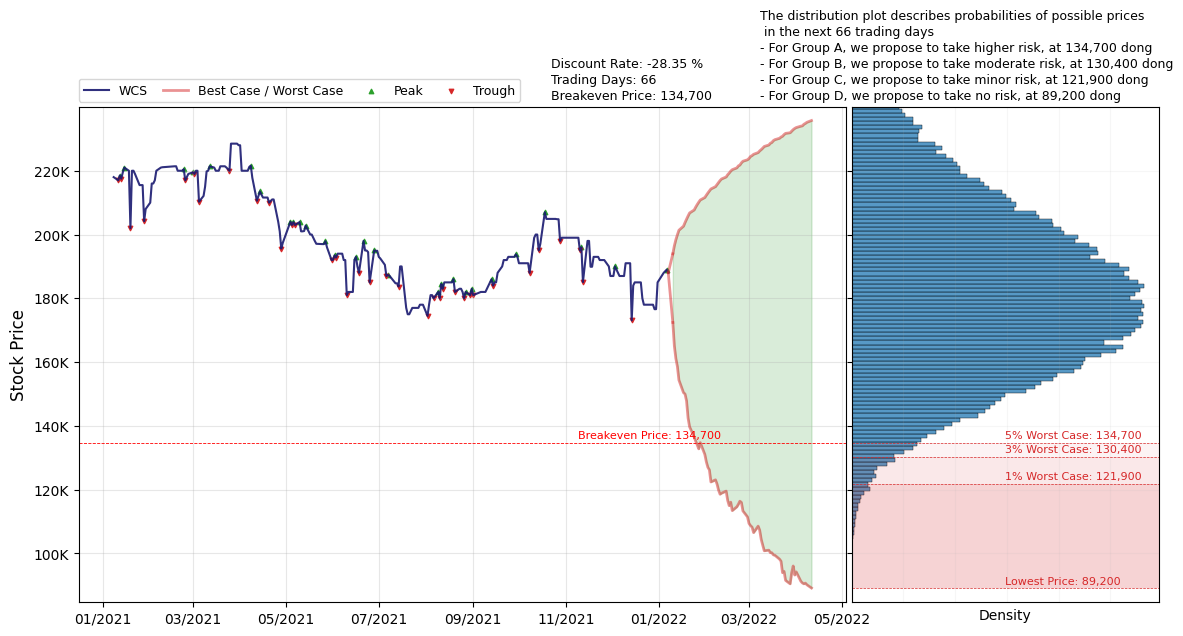 The distribution plot describes probabilities of possible prices
in the next 66 trading days
- For Group A, we propose to take higher risk, at 134,700 dong
- For Group B, we propose to take moderate risk, at 130,400 dong
- For Group C, we propose to take minor risk, at 121,900 dong
- For Group D, we propose to take no risk, at 89,200 dong
Discount Rate: -28.35 %
Trading Days: 66
Breakeven Price: 134,700
WCS
Best Case / Worst Case
Peak
Trough
Stock Price
220K
200K
180K
160K
140K
120K
100K
Breakeven Price: 134,700
5% Worst Case: 134,700
3% Worst Case: 130,400
1% Worst Case: 121,900
Lowest Price: 89,200
01/2021
03/2021
05/2021
07/2021
09/2021
11/2021
01/2022
03/2022
05/2022
Density